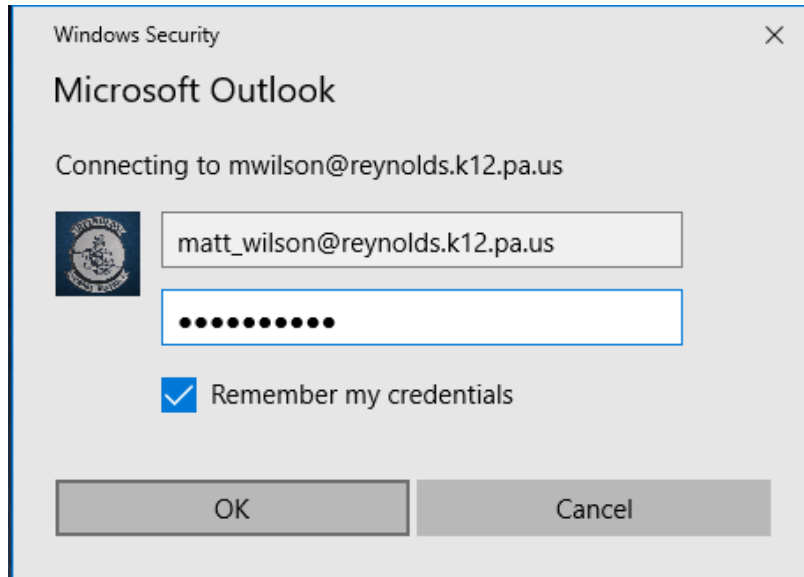 Windows Security
Microsoft Outlook
Connecting to mwilson@reynolds.k12.pa.us
matt_wilson@reynolds.k12.pa.us
●●●●●●●●●●
Remember my credentials
OK
Cancel